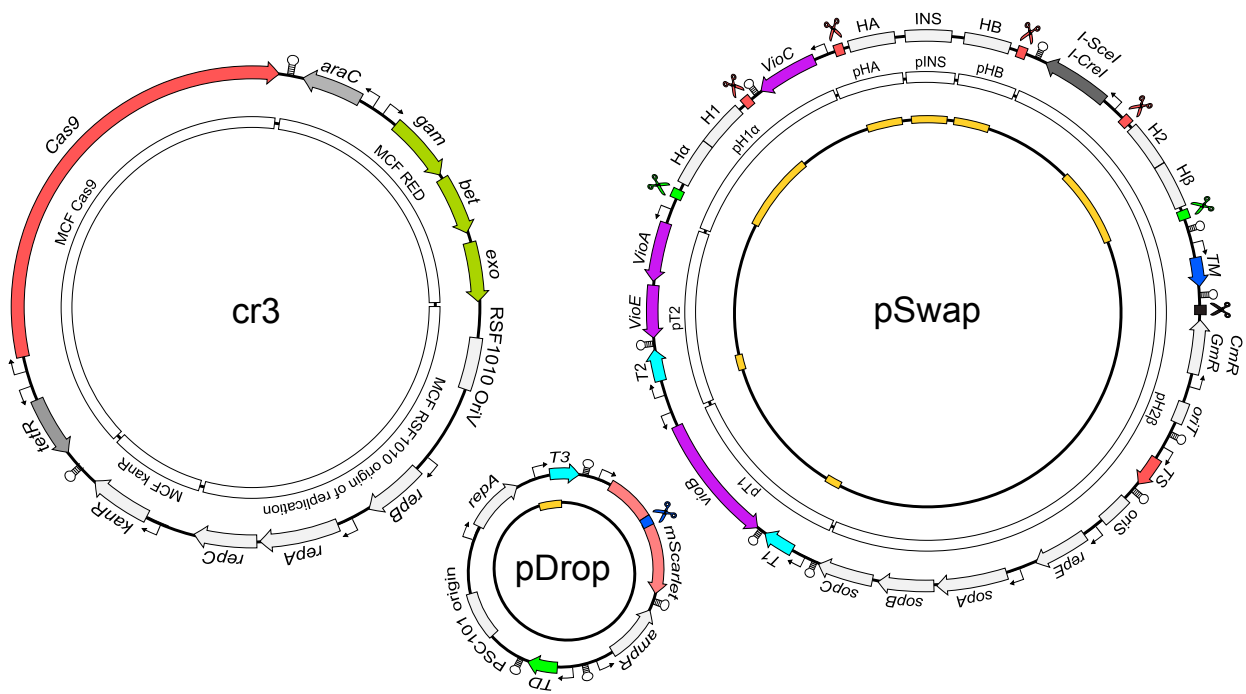 cr3
Cas9
araC
gam
bet
exo
RSF1010 OriV
repB
repA
repC
kanR
tetR
MCF Cas9
MCF RED
MCF RSF1010 origin of replication
MCF kanR
pDrop
repA
T3
mScarlet
ampR
TD
PSC101 origin
pSwap
VioC
HA
INS
HB
I-SceI
I-CreI
H2
Hβ
TM
CmR
GmR
oriT
TS
oriS
repE
sopA
sopB
sopC
T1
vioB
T2
VioE
VioA
Hα
H1
pHA
pINS
pHB
pH1α
pT2
pT1
pH2β